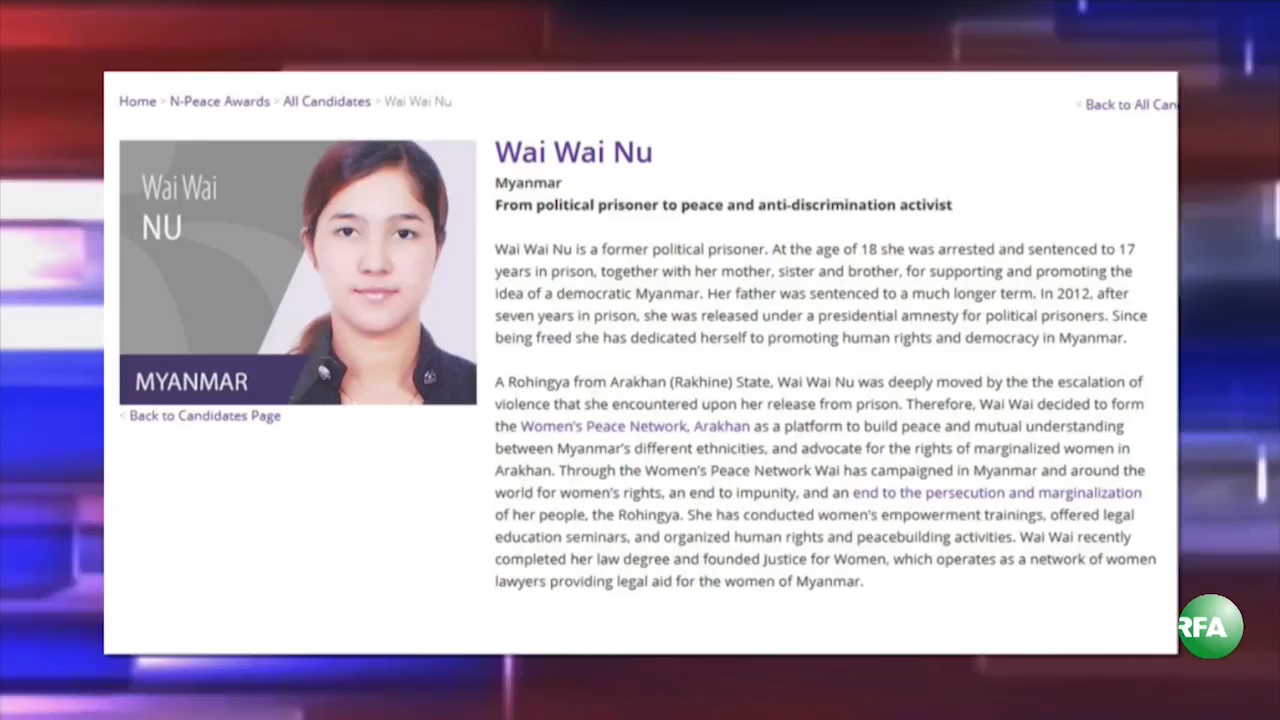 Home > N-Peace Awards > All Candidates > Wai Wai Nu
< Back to All Can
Wai Wai
NU
MYANMAR
< Back to Candidates Page
Wai Wai Nu
Myanmar
From political prisoner to peace and anti-discrimination activist
Wai Wai Nu is a former political prisoner. At the age of 18 she was arrested and sentenced to 17
years in prison, together with her mother, sister and brother, for supporting and promoting the
idea of a democratic Myanmar. Her father was sentenced to a much longer term. In 2012, after
seven years in prison, she was released under a presidential amnesty for political prisoners. Since
being freed she has dedicated herself to promoting human rights and democracy in Myanmar.
A Rohingya from Arakhan (Rakhine) State, Wai Wai Nu was deeply moved by the the escalation of
violence that she encountered upon her release from prison. Therefore, Wai Wai decided to form
the Women's Peace Network, Arakhan as a platform to build peace and mutual understanding
between Myanmar's different ethnicities, and advocate for the rights of marginalized women in
Arakhan. Through the Women's Peace Network Wai has campaigned in Myanmar and around the
world for women's rights, an end to impunity, and an end to the persecution and marginalization
of her people, the Rohingya. She has conducted women's empowerment trainings, offered legal
education seminars, and organized human rights and peacebuilding activities. Wai Wai recently
completed her law degree and founded Justice for Women, which operates as a network of women
lawyers providing legal aid for the women of Myanmar.
RFA